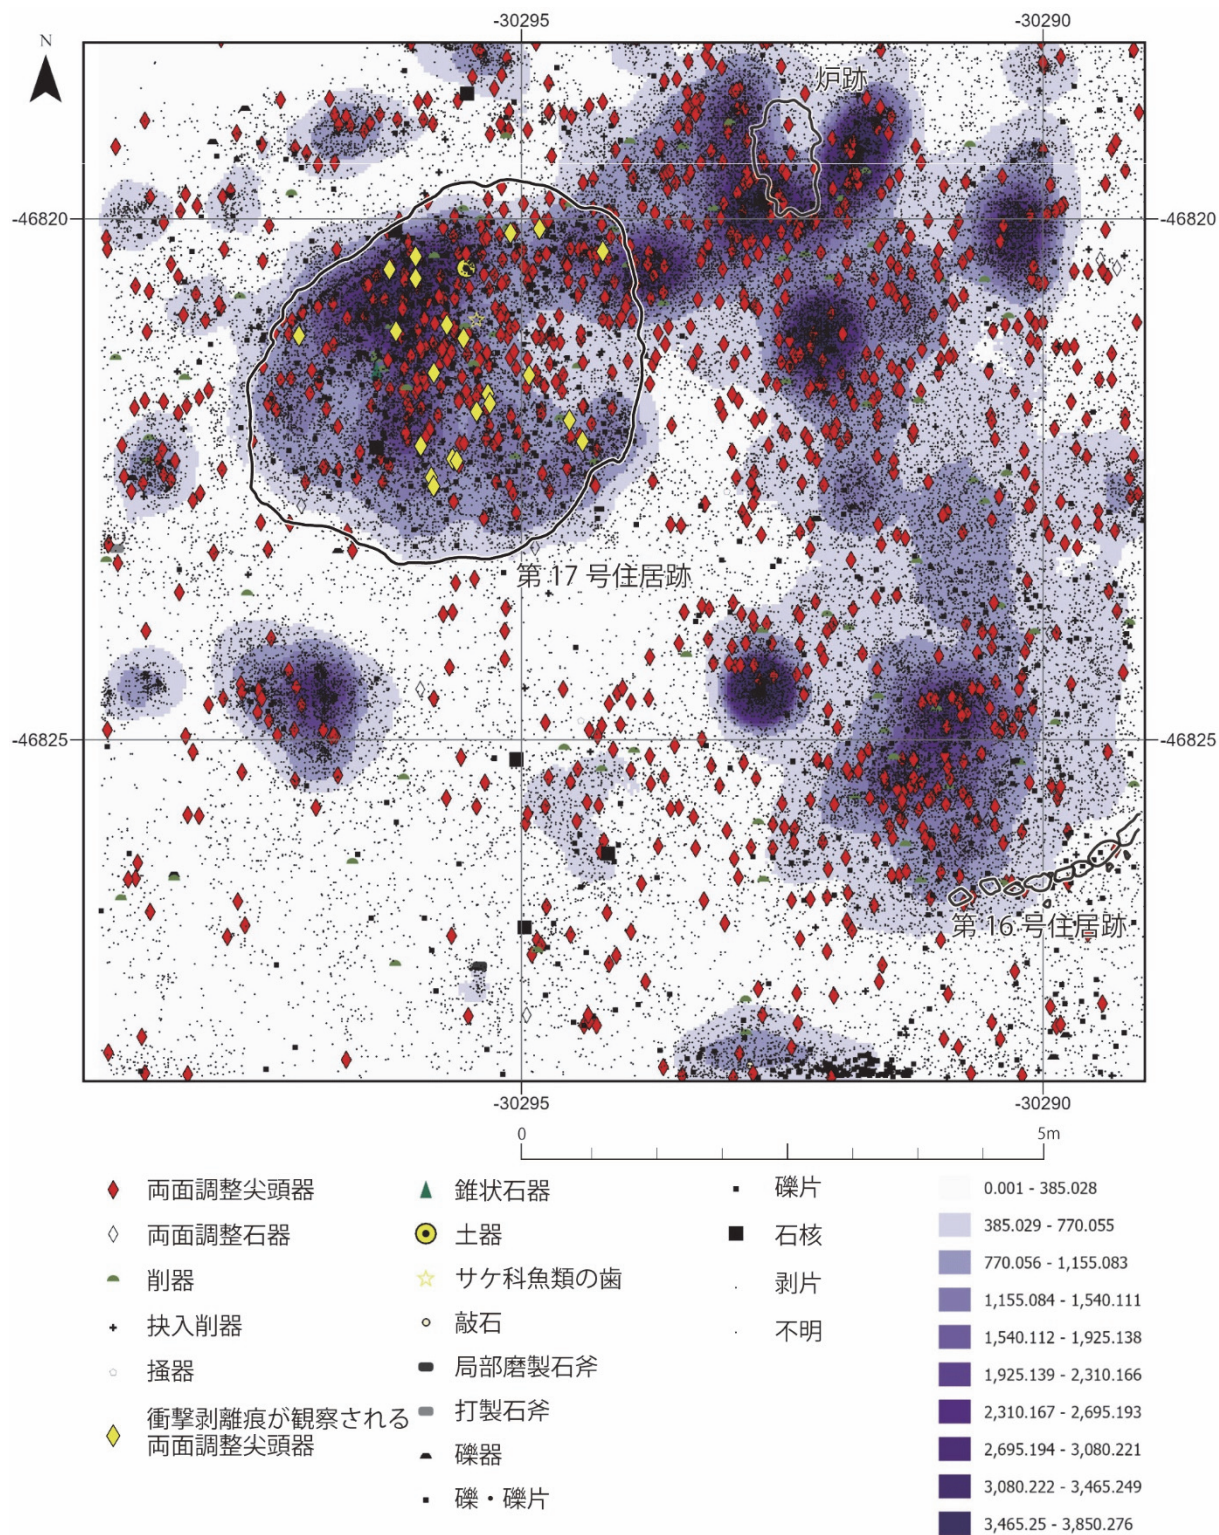 -30295
-30290
N
炉跡
-46820
-46820
第 17 号住居跡
-46825
-46825
第 16 号住居跡
-30295
-30290
0
5m
両面調整尖頭器
両面調整石器
削器
抉入削器
掻器
衝撃剥離痕が観察される
両面調整尖頭器
錐状石器
土器
サケ科魚類の歯
敲石
局部磨製石斧
打製石斧
礫器
礫・礫片
礫片
石核
剥片
不明
0.001 - 385.028
385.029 - 770.055
770.056 - 1,155.083
1,155.084 - 1,540.111
1,540.112 - 1,925.138
1,925.139 - 2,310.166
2,310.167 - 2,695.193
2,695.194 - 3,080.221
3,080.222 - 3,465.249
3,465.25 - 3,850.276